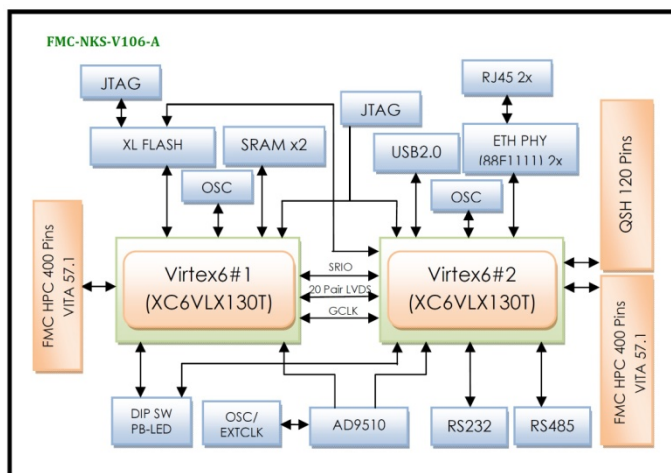 FMC-NKS-V106-A
JTAG
XL FLASH
SRAM x2
OSC
JTAG
USB2.0
RJ45 2x
ETH PHY
(88E1111) 2x
OSC
QSH 120 Pins
FMC HPC 400 Pins
VITA 57.1
Virtex6#1
(XC6VLX130T)
SRIO
20 Pair LVDS
GCLK
Virtex6#2
(XC6VLX130T)
FMC HPC 400 Pins
VITA 57.1
DIP SW
PB-LED
OSC/
EXTCLK
AD9510
RS232
RS485